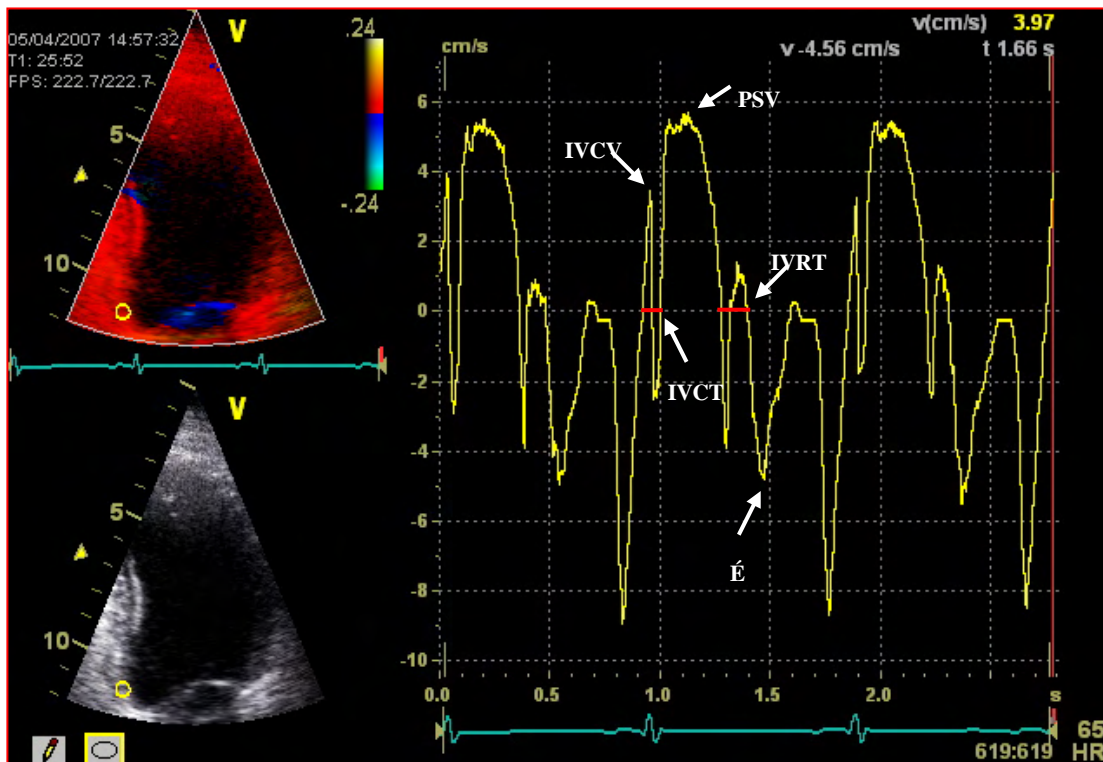 05/04/2007 14:57:32
T1: 25:52
FPS: 222.7/222.7
V
.24
-.24
5
10
V
5
10
v(cm/s) 3.97
v -4.56 cm/s t 1.66 s
cm/s
6
4
2
0
-2
-4
-6
-8
-10
PSV
IVCV
IVRT
IVCT
É
0.0 0.5 1.0 1.5 2.0 s
65
619:619 HR